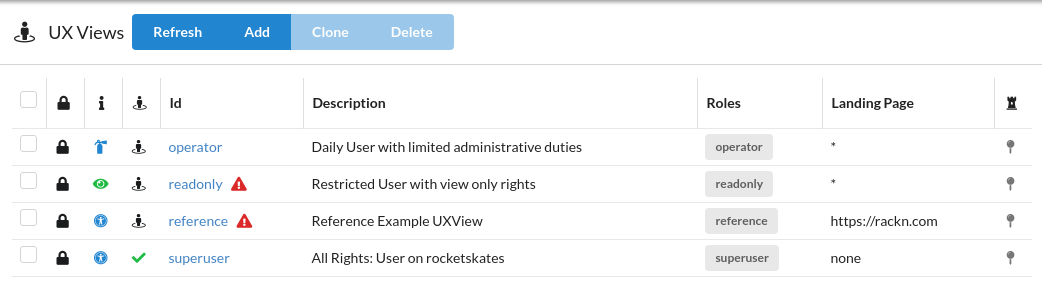 UX Views Refresh Add Clone Delete
Id Description Roles Landing Page
operator Daily User with limited administrative duties operator *
readonly Restricted User with view only rights readonly *
reference Reference Example UXView reference https://rackn.com
superuser All Rights: User on rocketskates superuser none